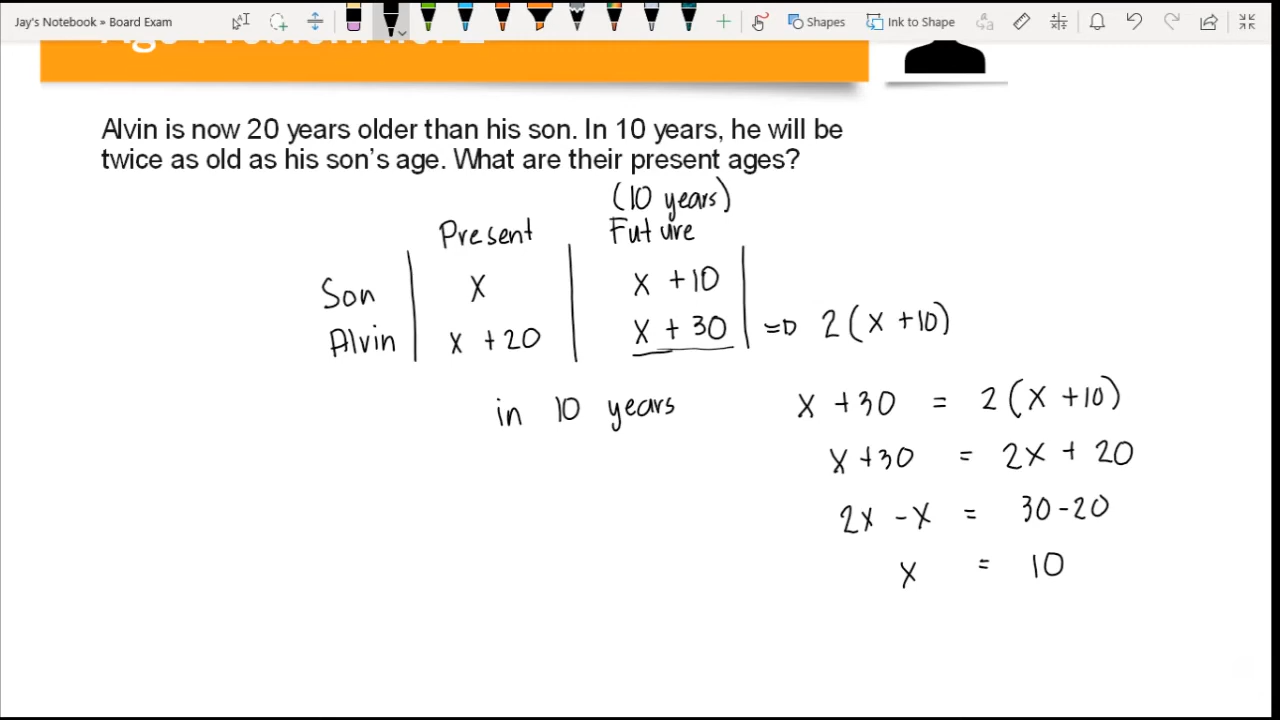 Jay's Notebook » Board Exam
Shapes
Ink to Shape
Alvin is now 20 years older than his son. In 10 years, he will be
twice as old as his son's age. What are their present ages?
(10 years)
Present Future
Son x x + 10
Alvin x + 20 x + 30 => 2(x + 10)
in 10 years
x + 30 = 2(x + 10)
x + 30 = 2x + 20
2x - x = 30 - 20
x = 10